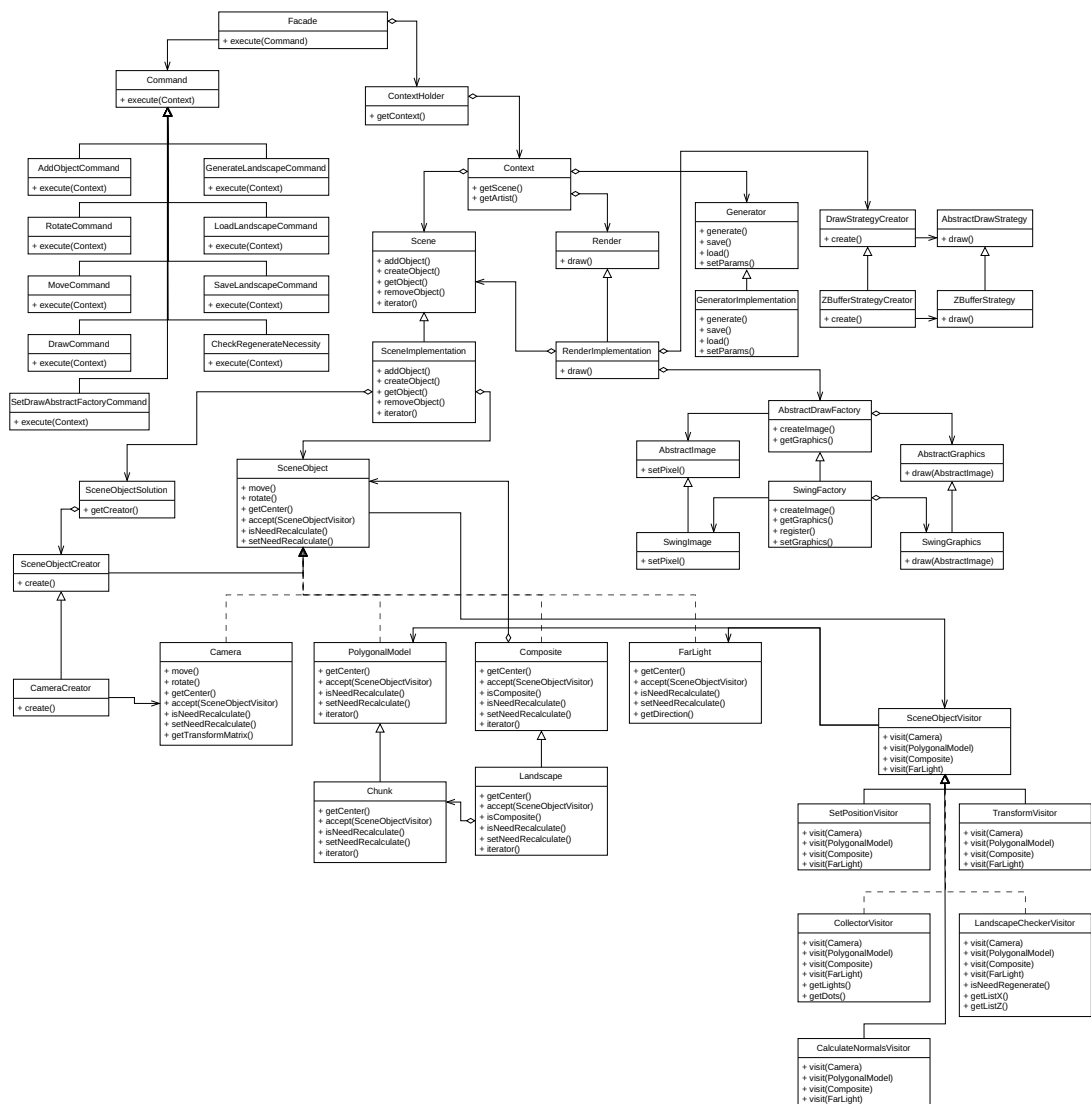 Facade
+ execute(Command)
Command
+ execute(Context)
ContextHolder
+ getContext()
AddObjectCommand
+ execute(Context)
GenerateLandscapeCommand
+ execute(Context)
RotateCommand
+ execute(Context)
LoadLandscapeCommand
+ execute(Context)
MoveCommand
+ execute(Context)
SaveLandscapeCommand
+ execute(Context)
DrawCommand
+ execute(Context)
CheckRegenerateNecessity
+ execute(Context)
SetDrawAbstractFactoryCommand
+ execute(Context)
Context
+ getScene()
+ getArtist()
Scene
+ addObject()
+ createObject()
+ getObject()
+ removeObject()
+ iterator()
Render
+ draw()
Generator
+ generate()
+ save()
+ load()
+ setParams()
DrawStrategyCreator
+ create()
AbstractDrawStrategy
+ draw()
GeneratorImplementation
+ generate()
+ save()
+ load()
+ setParams()
ZBufferStrategyCreator
+ create()
ZBufferStrategy
+ draw()
SceneImplementation
+ addObject()
+ createObject()
+ getObject()
+ removeObject()
+ iterator()
RenderImplementation
+ draw()
AbstractDrawFactory
+ createImage()
+ getGraphics()
AbstractImage
+ setPixel()
AbstractGraphics
+ draw(AbstractImage)
SwingFactory
+ createImage()
+ getGraphics()
+ register()
+ setGraphics()
SwingImage
+ setPixel()
SwingGraphics
+ draw(AbstractImage)
SceneObject
+ move()
+ rotate()
+ getCenter()
+ accept(SceneObjectVisitor)
+ isNeedRecalculate()
+ setNeedRecalculate()
SceneObjectSolution
+ getCreator()
SceneObjectCreator
+ create()
CameraCreator
+ create()
Camera
+ move()
+ rotate()
+ getCenter()
+ accept(SceneObjectVisitor)
+ isNeedRecalculate()
+ setNeedRecalculate()
+ getTransformMatrix()
PolygonalModel
+ getCenter()
+ accept(SceneObjectVisitor)
+ isNeedRecalculate()
+ setNeedRecalculate()
+ iterator()
Composite
+ getCenter()
+ accept(SceneObjectVisitor)
+ isComposite()
+ isNeedRecalculate()
+ setNeedRecalculate()
+ iterator()
FarLight
+ getCenter()
+ accept(SceneObjectVisitor)
+ isNeedRecalculate()
+ setNeedRecalculate()
+ getDirection()
Chunk
+ getCenter()
+ accept(SceneObjectVisitor)
+ isNeedRecalculate()
+ setNeedRecalculate()
+ iterator()
Landscape
+ getCenter()
+ accept(SceneObjectVisitor)
+ isComposite()
+ isNeedRecalculate()
+ setNeedRecalculate()
+ iterator()
SceneObjectVisitor
+ visit(Camera)
+ visit(PolygonalModel)
+ visit(Composite)
+ visit(FarLight)
SetPositionVisitor
+ visit(Camera)
+ visit(PolygonalModel)
+ visit(Composite)
+ visit(FarLight)
TransformVisitor
+ visit(Camera)
+ visit(PolygonalModel)
+ visit(Composite)
+ visit(FarLight)
CollectorVisitor
+ visit(Camera)
+ visit(PolygonalModel)
+ visit(Composite)
+ visit(FarLight)
+ getLights()
+ getDots()
LandscapeCheckerVisitor
+ visit(Camera)
+ visit(PolygonalModel)
+ visit(Composite)
+ visit(FarLight)
+ isNeedRegenerate()
+ getListX()
+ getListZ()
CalculateNormalsVisitor
+ visit(Camera)
+ visit(PolygonalModel)
+ visit(Composite)
+ visit(FarLight)